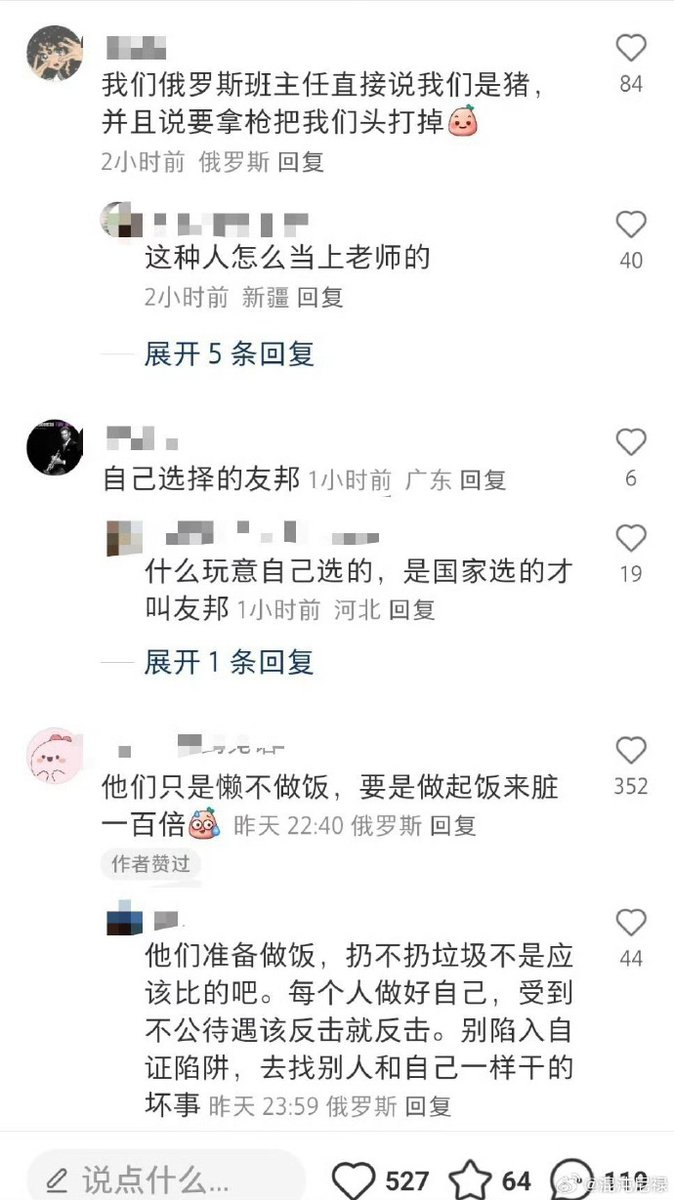 我们俄罗斯班主任直接说我们是猪，
并且说要拿枪把我们头打掉
84
2小时前 俄罗斯 回复
这种人怎么当上老师的
40
2小时前 新疆 回复
展开 5 条回复
自己选择的友邦 1小时前 广东 回复
6
什么玩意自己选的，是国家选的才
19
叫友邦 1小时前 河北 回复
展开 1 条回复
他们只是懒不做饭，要是做起饭来脏
352
一百倍 昨天 22:40 俄罗斯 回复
作者赞过
他们准备做饭，扔不扔垃圾不是应
44
该比的吧。每个人做好自己，受到
不公待遇该反击就反击。别陷入自
证陷阱，去找别人和自己一样干的
坏事 昨天 23:59 俄罗斯 回复
说点什么... 527 64